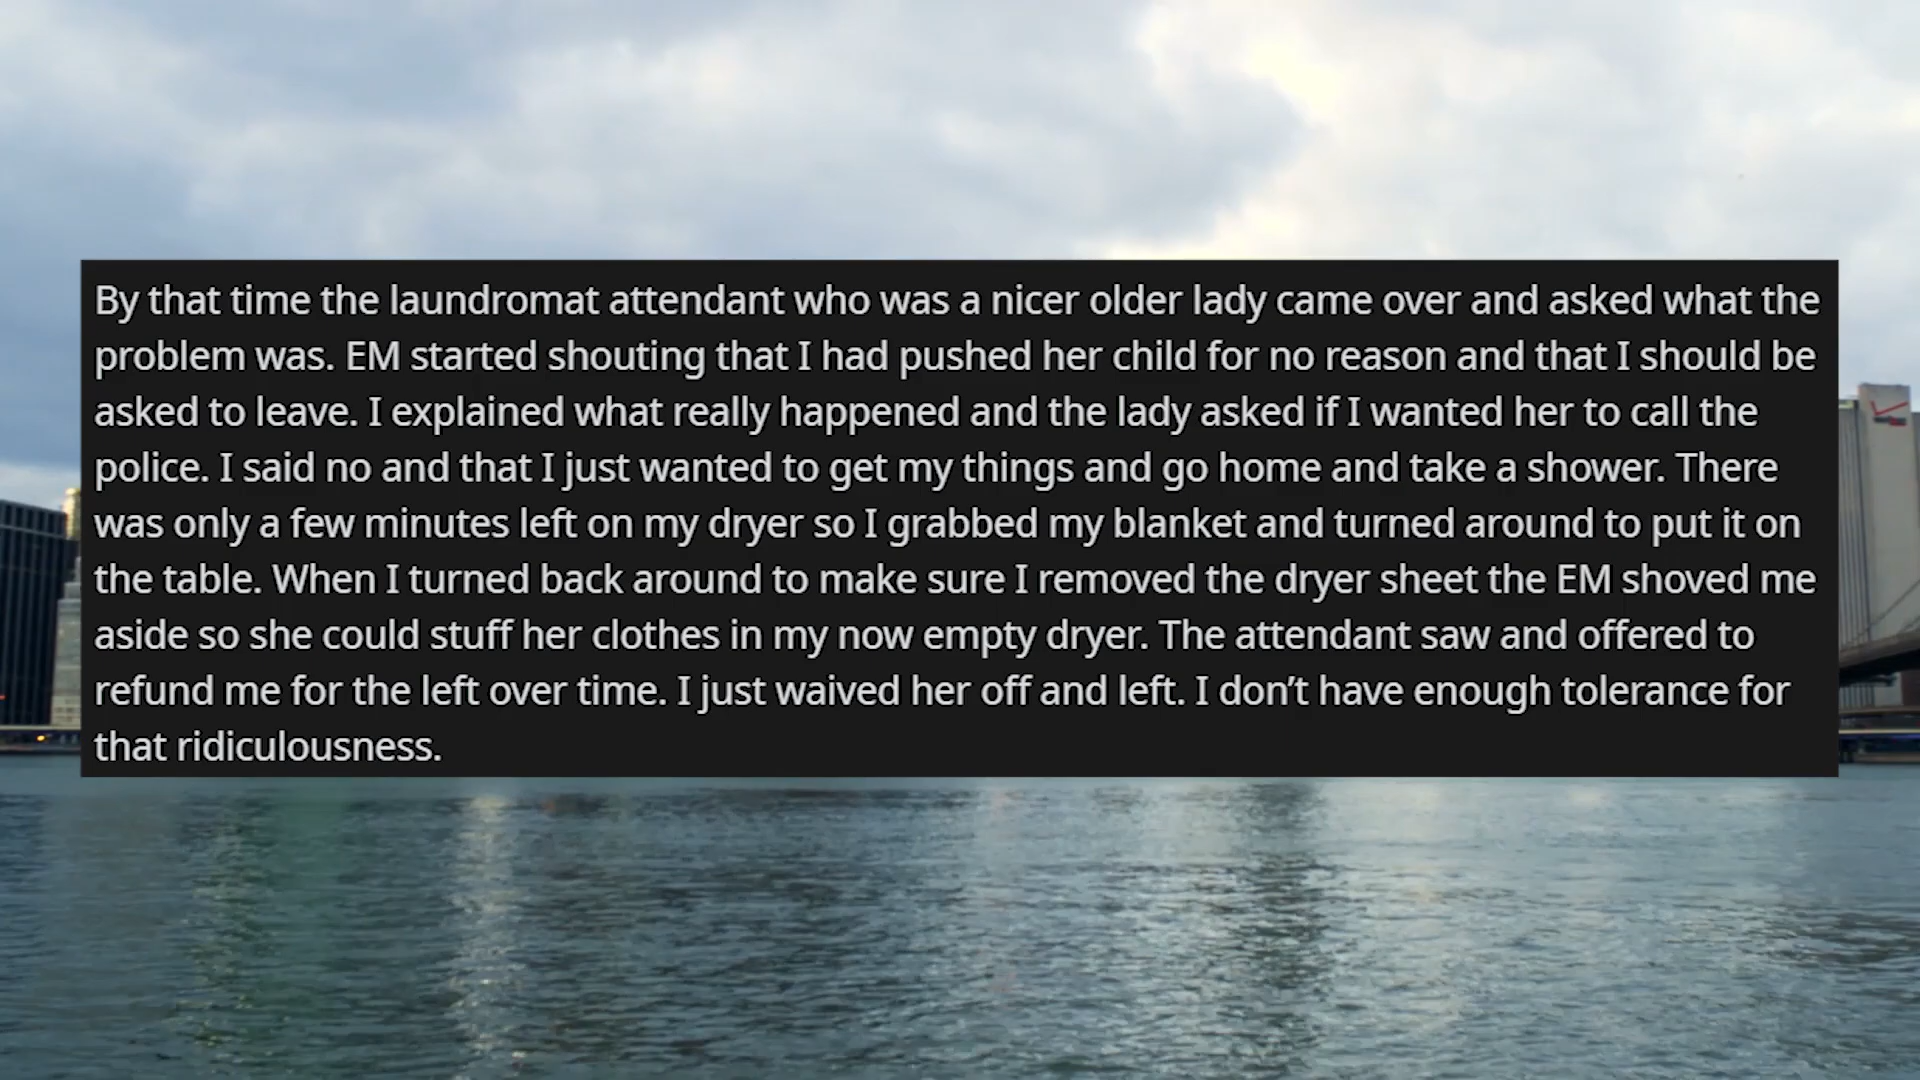 By that time the laundromat attendant who was a nicer older lady came over and asked what the
problem was. EM started shouting that I had pushed her child for no reason and that I should be
asked to leave. I explained what really happened and the lady asked if I wanted her to call the
police. I said no and that I just wanted to get my things and go home and take a shower. There
was only a few minutes left on my dryer so I grabbed my blanket and turned around to put it on
the table. When I turned back around to make sure I removed the dryer sheet the EM shoved me
aside so she could stuff her clothes in my now empty dryer. The attendant saw and offered to
refund me for the left over time. I just waived her off and left. I don’t have enough tolerance for
that ridiculousness.